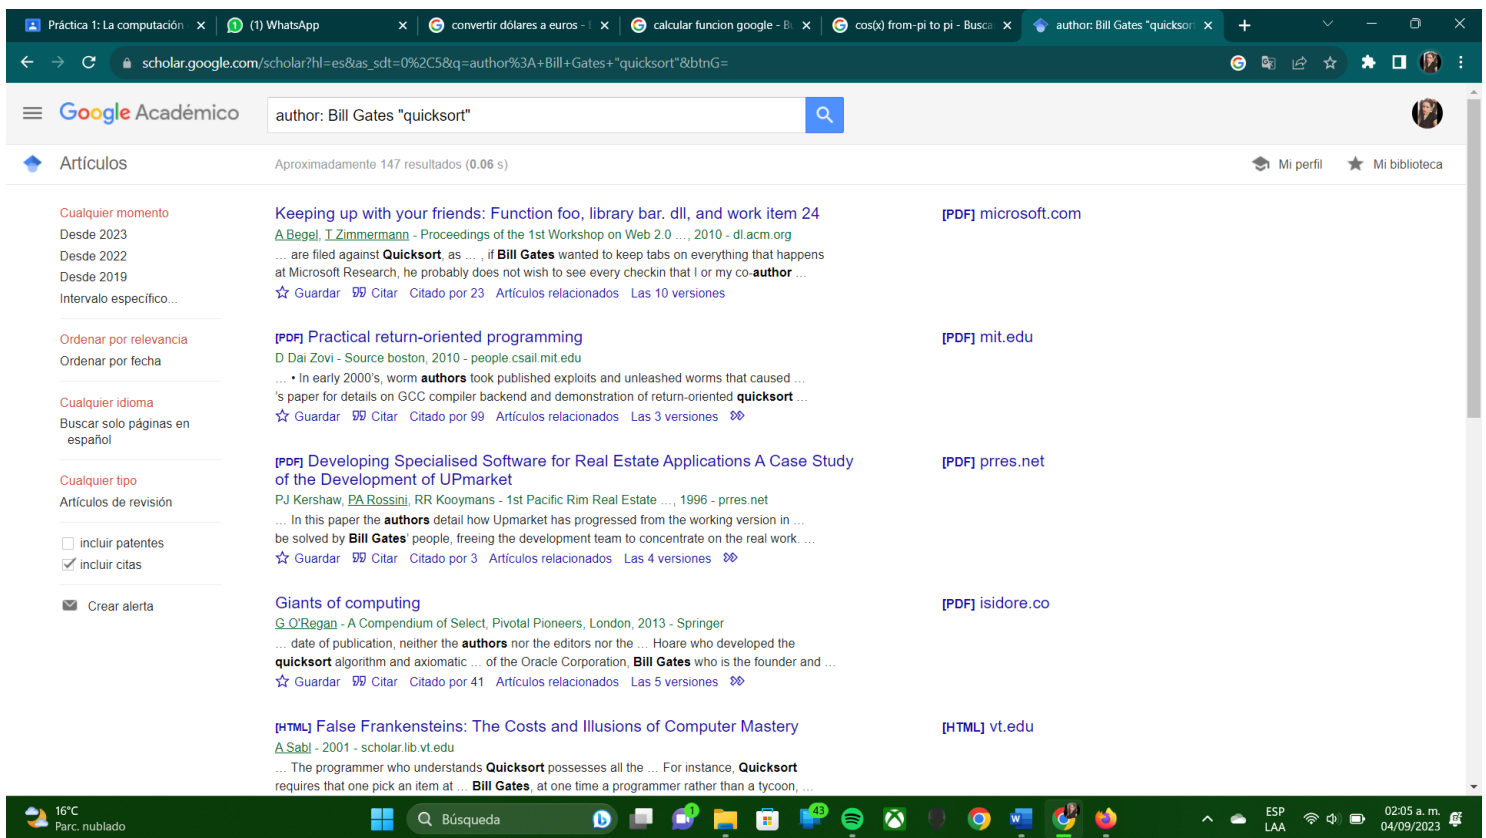 Práctica 1: La computación
(1) WhatsApp
convertir dólares a euros -
calcular funcion google - Bu
cos(x) from-pi to pi - Busca
author: Bill Gates "quicksort
scholar.google.com/scholar?hl=es&as_sdt=0%2C5&q=author%3A+Bill+Gates+"quicksort"&btnG=
Google Académico
author: Bill Gates "quicksort"
Artículos
Aproximadamente 147 resultados (0.06 s)
Mi perfil
Mi biblioteca
Cualquier momento
Desde 2023
Desde 2022
Desde 2019
Intervalo específico...
Ordenar por relevancia
Ordenar por fecha
Cualquier idioma
Buscar solo páginas en
español
Cualquier tipo
Artículos de revisión
incluir patentes
incluir citas
Crear alerta
Keeping up with your friends: Function foo, library bar. dll, and work item 24
A Begel, T Zimmermann - Proceedings of the 1st Workshop on Web 2.0 …, 2010 - dl.acm.org
… are filed against Quicksort, as … , if Bill Gates wanted to keep tabs on everything that happens
at Microsoft Research, he probably does not wish to see every checkin that I or my co-author …
Guardar Citar Citado por 23 Artículos relacionados Las 10 versiones
[PDF] microsoft.com
[PDF] Practical return-oriented programming
D Dai Zovi - Source boston, 2010 - people.csail.mit.edu
… • In early 2000's, worm authors took published exploits and unleashed worms that caused …
's paper for details on GCC compiler backend and demonstration of return-oriented quicksort …
Guardar Citar Citado por 99 Artículos relacionados Las 3 versiones
[PDF] mit.edu
[PDF] Developing Specialised Software for Real Estate Applications A Case Study
of the Development of UPmarket
PJ Kershaw, PA Rossini, RR Kooymans - 1st Pacific Rim Real Estate …, 1996 - prres.net
… In this paper the authors detail how Upmarket has progressed from the working version in …
be solved by Bill Gates' people, freeing the development team to concentrate on the real work. …
Guardar Citar Citado por 3 Artículos relacionados Las 4 versiones
[PDF] prres.net
Giants of computing
G O'Regan - A Compendium of Select, Pivotal Pioneers, London, 2013 - Springer
… date of publication, neither the authors nor the editors nor the … Hoare who developed the
quicksort algorithm and axiomatic … of the Oracle Corporation, Bill Gates who is the founder and …
Guardar Citar Citado por 41 Artículos relacionados Las 5 versiones
[PDF] isidore.co
[HTML] False Frankensteins: The Costs and Illusions of Computer Mastery
A Sabl - 2001 - scholar.lib.vt.edu
… The programmer who understands Quicksort possesses all the … For instance, Quicksort
requires that one pick an item at … Bill Gates, at one time a programmer rather than a tycoon, …
[HTML] vt.edu
16°C
Parc. nublado
Búsqueda
1
43
ESP
LAA
02:05 a. m.
04/09/2023